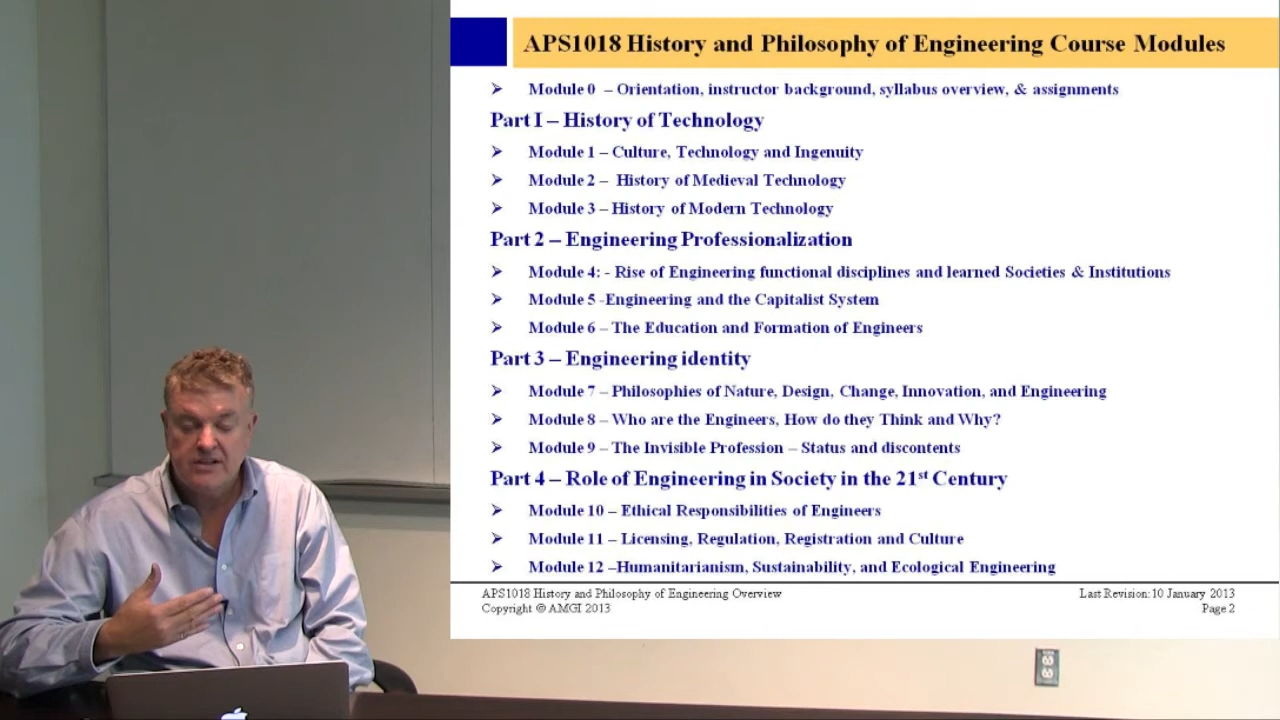 APS1018 History and Philosophy of Engineering Course Modules
Module 0 – Orientation, instructor background, syllabus overview, & assignments
Part I – History of Technology
Module 1 – Culture, Technology and Ingenuity
Module 2 – History of Medieval Technology
Module 3 – History of Modern Technology
Part 2 – Engineering Professionalization
Module 4: - Rise of Engineering functional disciplines and learned Societies & Institutions
Module 5 -Engineering and the Capitalist System
Module 6 – The Education and Formation of Engineers
Part 3 – Engineering identity
Module 7 – Philosophies of Nature, Design, Change, Innovation, and Engineering
Module 8 – Who are the Engineers, How do they Think and Why?
Module 9 – The Invisible Profession – Status and discontents
Part 4 – Role of Engineering in Society in the 21st Century
Module 10 – Ethical Responsibilities of Engineers
Module 11 – Licensing, Regulation, Registration and Culture
Module 12 –Humanitarianism, Sustainability, and Ecological Engineering
APS1018 History and Philosophy of Engineering Overview
Copyright © AMGI 2013
Last Revision: 10 January 2013
Page 2